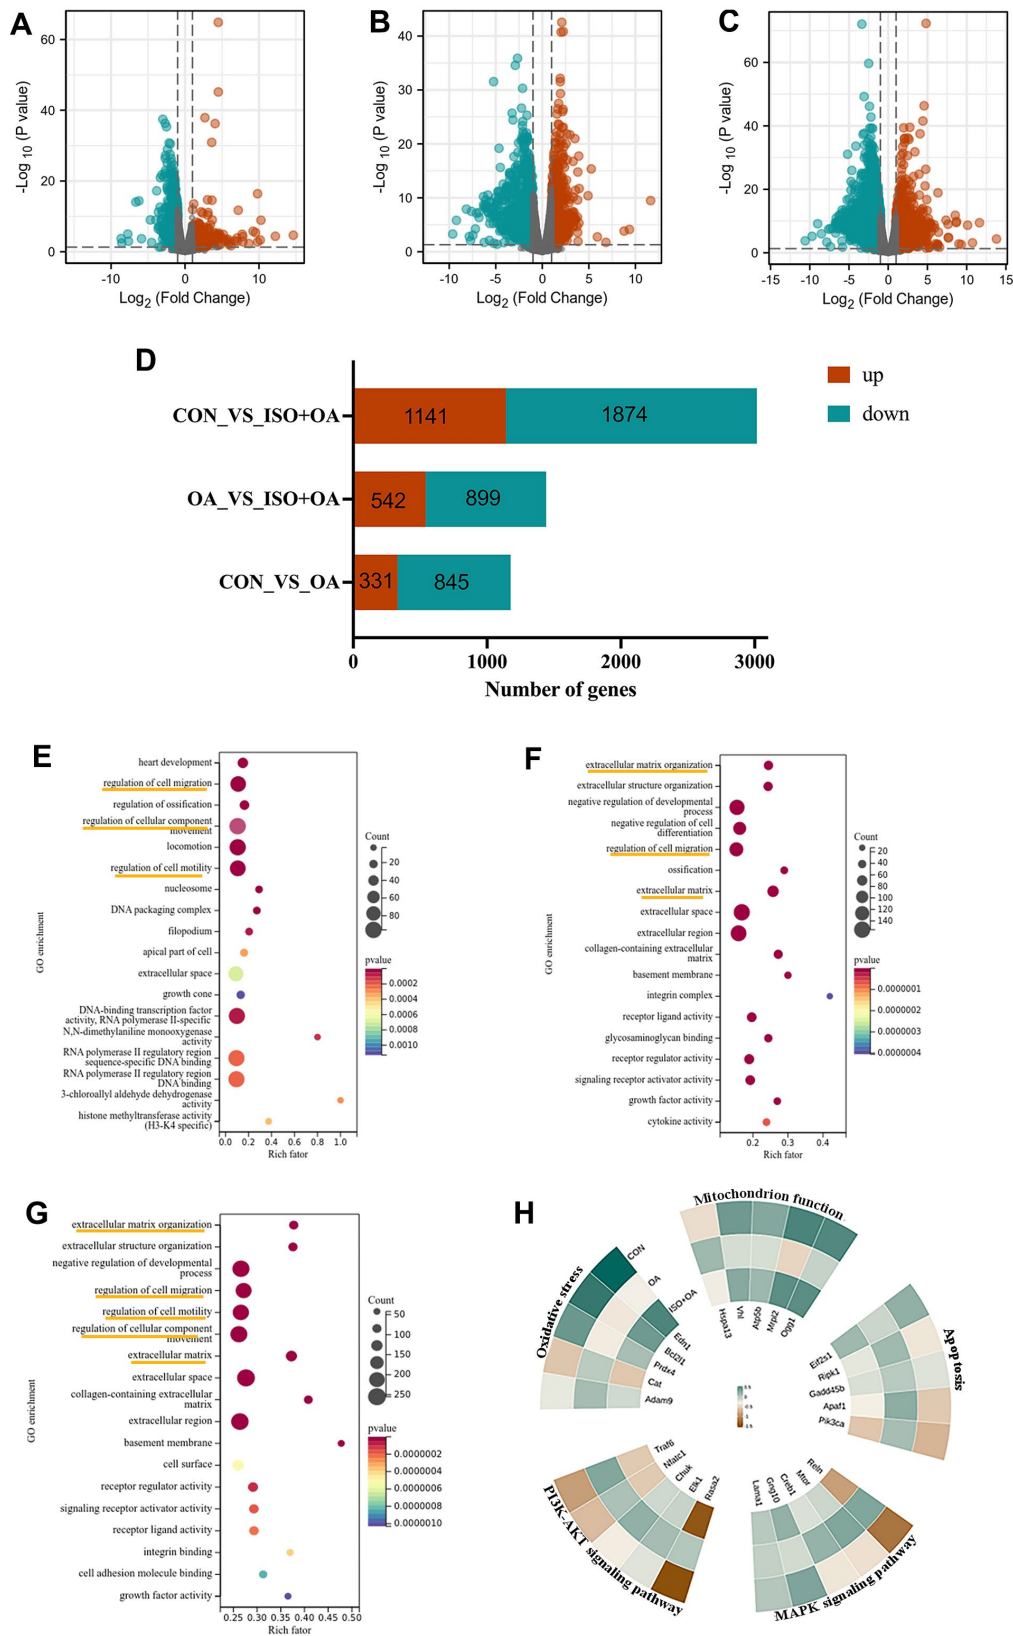 A
B
C
60
40
20
0
-Log 10 (P value)
-10
0
10
Log2 (Fold Change)
40
30
20
10
0
-Log 10 (P value)
-10
-5
0
5
10
Log2 (Fold Change)
60
40
20
0
-Log 10 (P value)
-15
-10
-5
0
5
10
15
Log2 (Fold Change)
D
up
down
CON_VS_ISO+OA
1141
1874
OA_VS_ISO+OA
542
899
CON_VS_OA
331
845
0
1000
2000
3000
Number of genes
E
GO enrichment
heart development
regulation of cell migration
regulation of ossification
regulation of cellular component
movement
locomotion
regulation of cell motility
nucleosome
DNA packaging complex
filopodium
apical part of cell
extracellular space
growth cone
DNA-binding transcription factor
activity, RNA polymerase II-specific
N,N-dimethylaniline monooxygenase
activity
RNA polymerase II regulatory region
sequence-specific DNA binding
RNA polymerase II regulatory region
DNA binding
3-chloroallyl aldehyde dehydrogenase
activity
histone methyltransferase activity
(H3-K4 specific)
0.0
0.2
0.4
0.6
0.8
1.0
Rich fator
Count
20
40
60
80
pvalue
0.0002
0.0004
0.0006
0.0008
0.0010
F
GO enrichment
extracellular matrix organization
extracellular structure organization
negative regulation of developmental
process
negative regulation of cell
differentiation
regulation of cell migration
ossification
extracellular matrix
extracellular space
extracellular region
collagen-containing extracellular
matrix
basement membrane
integrin complex
receptor ligand activity
glycosaminoglycan binding
receptor regulator activity
signaling receptor activator activity
growth factor activity
cytokine activity
0.2
0.3
0.4
Rich fator
Count
20
40
60
80
100
120
140
pvalue
0.0000001
0.0000002
0.0000003
0.0000004
G
GO enrichment
extracellular matrix organization
extracellular structure organization
negative regulation of developmental
process
regulation of cell migration
regulation of cell motility
regulation of cellular component
movement
extracellular matrix
extracellular space
collagen-containing extracellular
matrix
extracellular region
basement membrane
cell surface
receptor regulator activity
signaling receptor activator activity
receptor ligand activity
integrin binding
cell adhesion molecule binding
growth factor activity
0.25
0.30
0.35
0.40
0.45
0.50
Rich fator
Count
50
100
150
200
250
pvalue
0.0000002
0.0000004
0.0000006
0.0000008
0.0000010
H
Mitochondrion function
Hspa13
Vhl
Atp5b
Mrpl2
Ogg1
Oxidative stress
CON
OA
ISO+OA
Edn1
Bcl2l1
Prdx4
Cat
Adam9
Apoptosis
Eif2s1
Ripk1
Gadd45b
Apaf1
Pik3ca
PI3K-AKT signaling pathway
Traf6
Nfatc1
Chuk
Elk1
Rasa2
MAPK signaling pathway
Lama1
Gng10
Creb1
Mtor
Reln